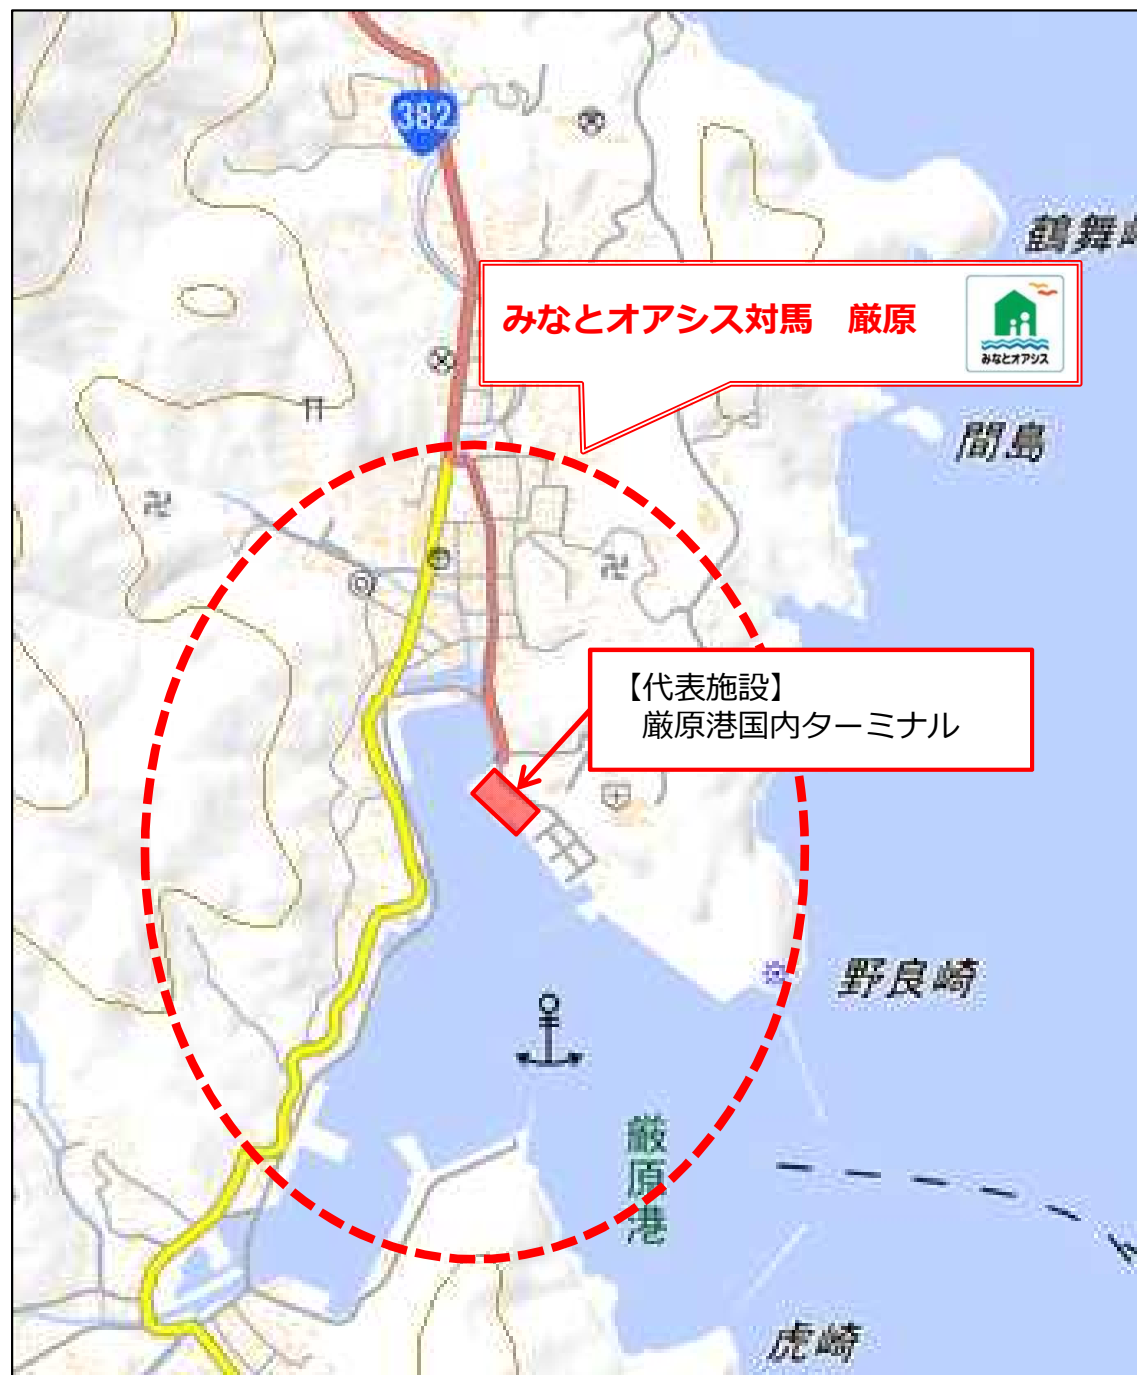 382
鶴舞崎
みなとオアシス対馬　厳原
みなとオアシス
間島
【代表施設】
厳原港国内ターミナル
野良崎
厳原港
虎崎